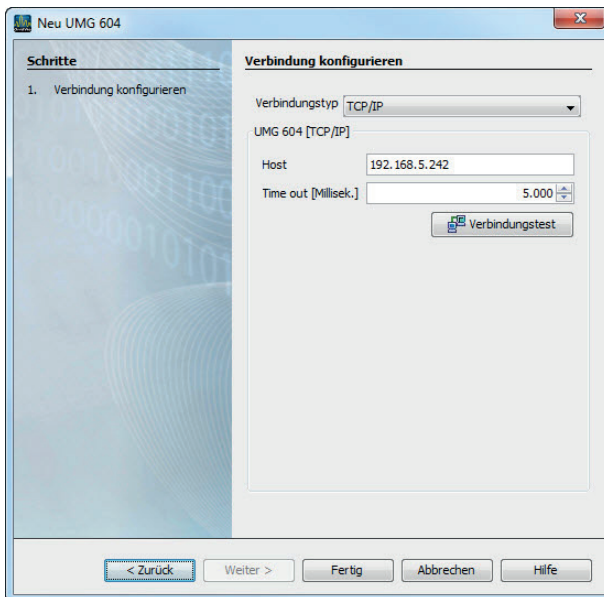 Neu UMG 604
Schritte
1. Verbindung konfigurieren
Verbindung konfigurieren
Verbindungstyp TCP/IP
UMG 604 [TCP/IP]
Host 192.168.5.242
Time out [Millisek.] 5.000
Verbindungstest
< Zurück Weiter > Fertig Abbrechen Hilfe